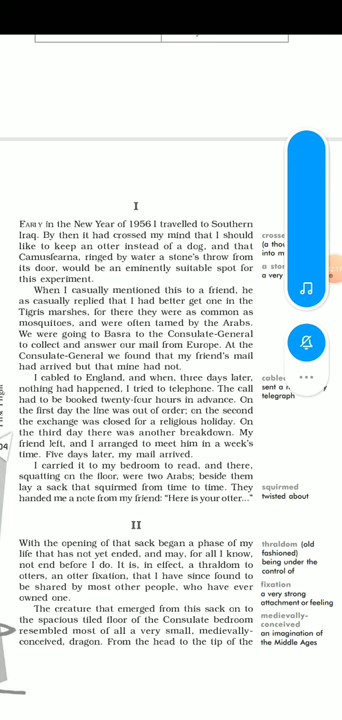 I
EARLY in the New Year of 1956 I travelled to Southern
Iraq. By then it had crossed my mind that I should
like to keep an otter instead of a dog, and that
Camusfearna, ringed by water a stone's throw from
its door, would be an eminently suitable spot for
this experiment.
When I casually mentioned this to a friend, he
as casually replied that I had better get one in the
Tigris marshes, for there they were as common as
mosquitoes, and were often tamed by the Arabs.
We were going to Basra to the Consulate-General
to collect and answer our mail from Europe. At the
Consulate-General we found that my friend's mail
had arrived but that mine had not.
I cabled to England, and when, three days later,
nothing had happened, I tried to telephone. The call
had to be booked twenty-four hours in advance. On
the first day the line was out of order; on the second
the exchange was closed for a religious holiday. On
the third day there was another breakdown. My
friend left, and I arranged to meet him in a week's
time. Five days later, my mail arrived.
I carried it to my bedroom to read, and there,
squatting on the floor, were two Arabs; beside them
lay a sack that squirmed from time to time. They
handed me a note from my friend: “Here is your otter...”
II
With the opening of that sack began a phase of my
life that has not yet ended, and may, for all I know,
not end before I do. It is, in effect, a thraldom to
otters, an otter fixation, that I have since found to
be shared by most other people, who have ever
owned one.
The creature that emerged from this sack on to
the spacious tiled floor of the Consulate bedroom
resembled most of all a very small, medievally-
conceived, dragon. From the head to the tip of the
into m
a very
sent a
telegraph
squirmed
twisted about
thraldom (old
fashioned)
being under the
control of
fixation
a very strong
attachment or feeling
medievally-
conceived
an imagination of
the Middle Ages
First Flight
04